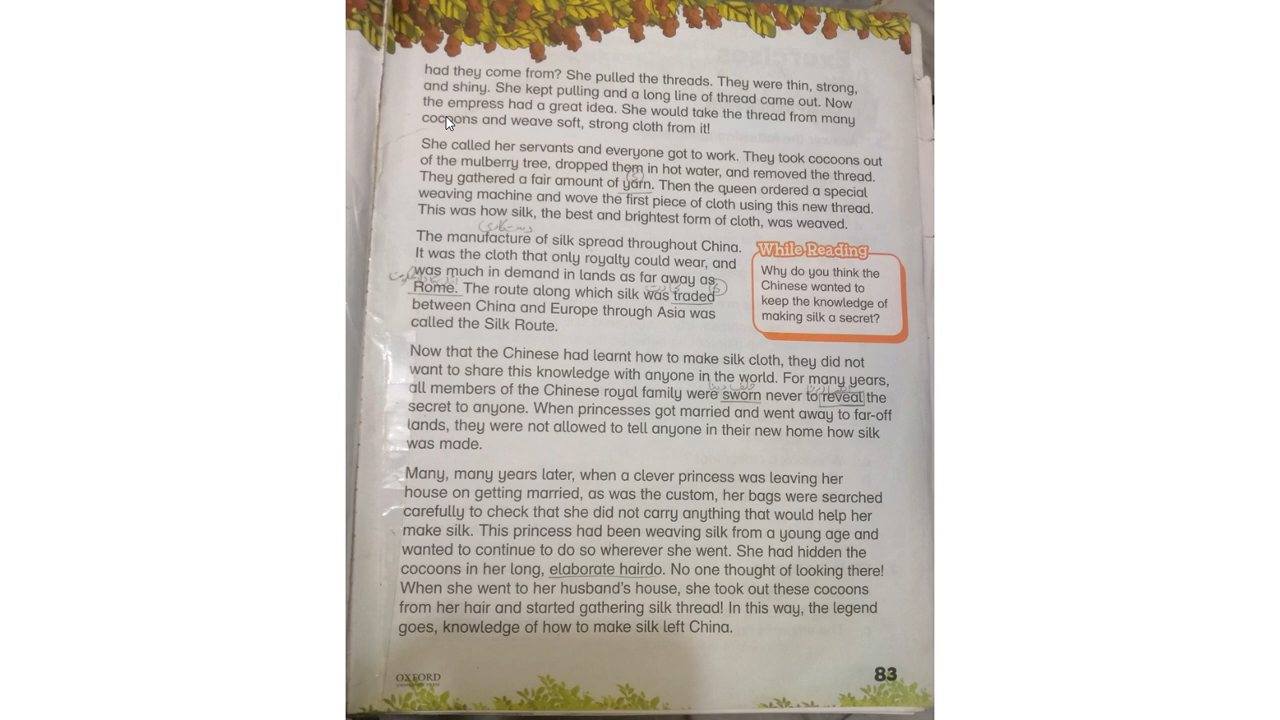 had they come from? She pulled the threads. They were thin, strong,
and shiny. She kept pulling and a long line of thread came out. Now
the empress had a great idea. She would take the thread from many
cocoons and weave soft, strong cloth from it!
She called her servants and everyone got to work. They took cocoons out
of the mulberry tree, dropped them in hot water, and removed the thread.
They gathered a fair amount of yarn. Then the queen ordered a special
weaving machine and wove the first piece of cloth using this new thread.
This was how silk, the best and brightest form of cloth, was weaved.
The manufacture of silk spread throughout China.
It was the cloth that only royalty could wear, and
was much in demand in lands as far away as
Rome. The route along which silk was traded
between China and Europe through Asia was
called the Silk Route.
While Reading
Why do you think the
Chinese wanted to
keep the knowledge of
making silk a secret?
Now that the Chinese had learnt how to make silk cloth, they did not
want to share this knowledge with anyone in the world. For many years,
all members of the Chinese royal family were sworn never to reveal the
secret to anyone. When princesses got married and went away to far-off
lands, they were not allowed to tell anyone in their new home how silk
was made.
Many, many years later, when a clever princess was leaving her
house on getting married, as was the custom, her bags were searched
carefully to check that she did not carry anything that would help her
make silk. This princess had been weaving silk from a young age and
wanted to continue to do so wherever she went. She had hidden the
cocoons in her long, elaborate hairdo. No one thought of looking there!
When she went to her husband's house, she took out these cocoons
from her hair and started gathering silk thread! In this way, the legend
goes, knowledge of how to make silk left China.
OXFORD
83